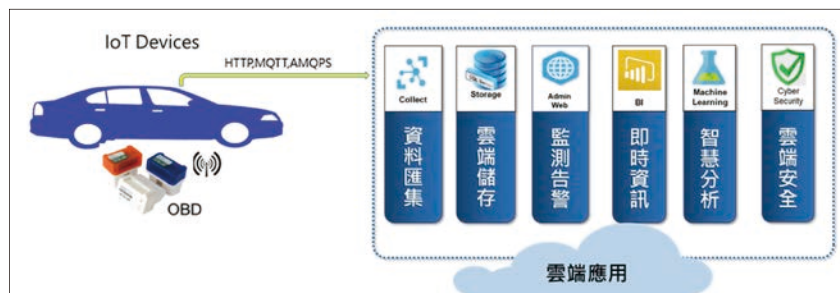 IoT Devices
HTTP,MQTT,AMQPS
OBD
Collect
資料匯集
Storage
雲端儲存
Admin
Web
監測告警
BI
即時資訊
Machine
Learning
智慧分析
Cyber
Security
雲端安全
雲端應用